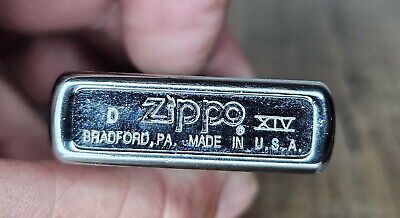 D Zippo® XIV
BRADFORD, PA. MADE IN U.S.A.